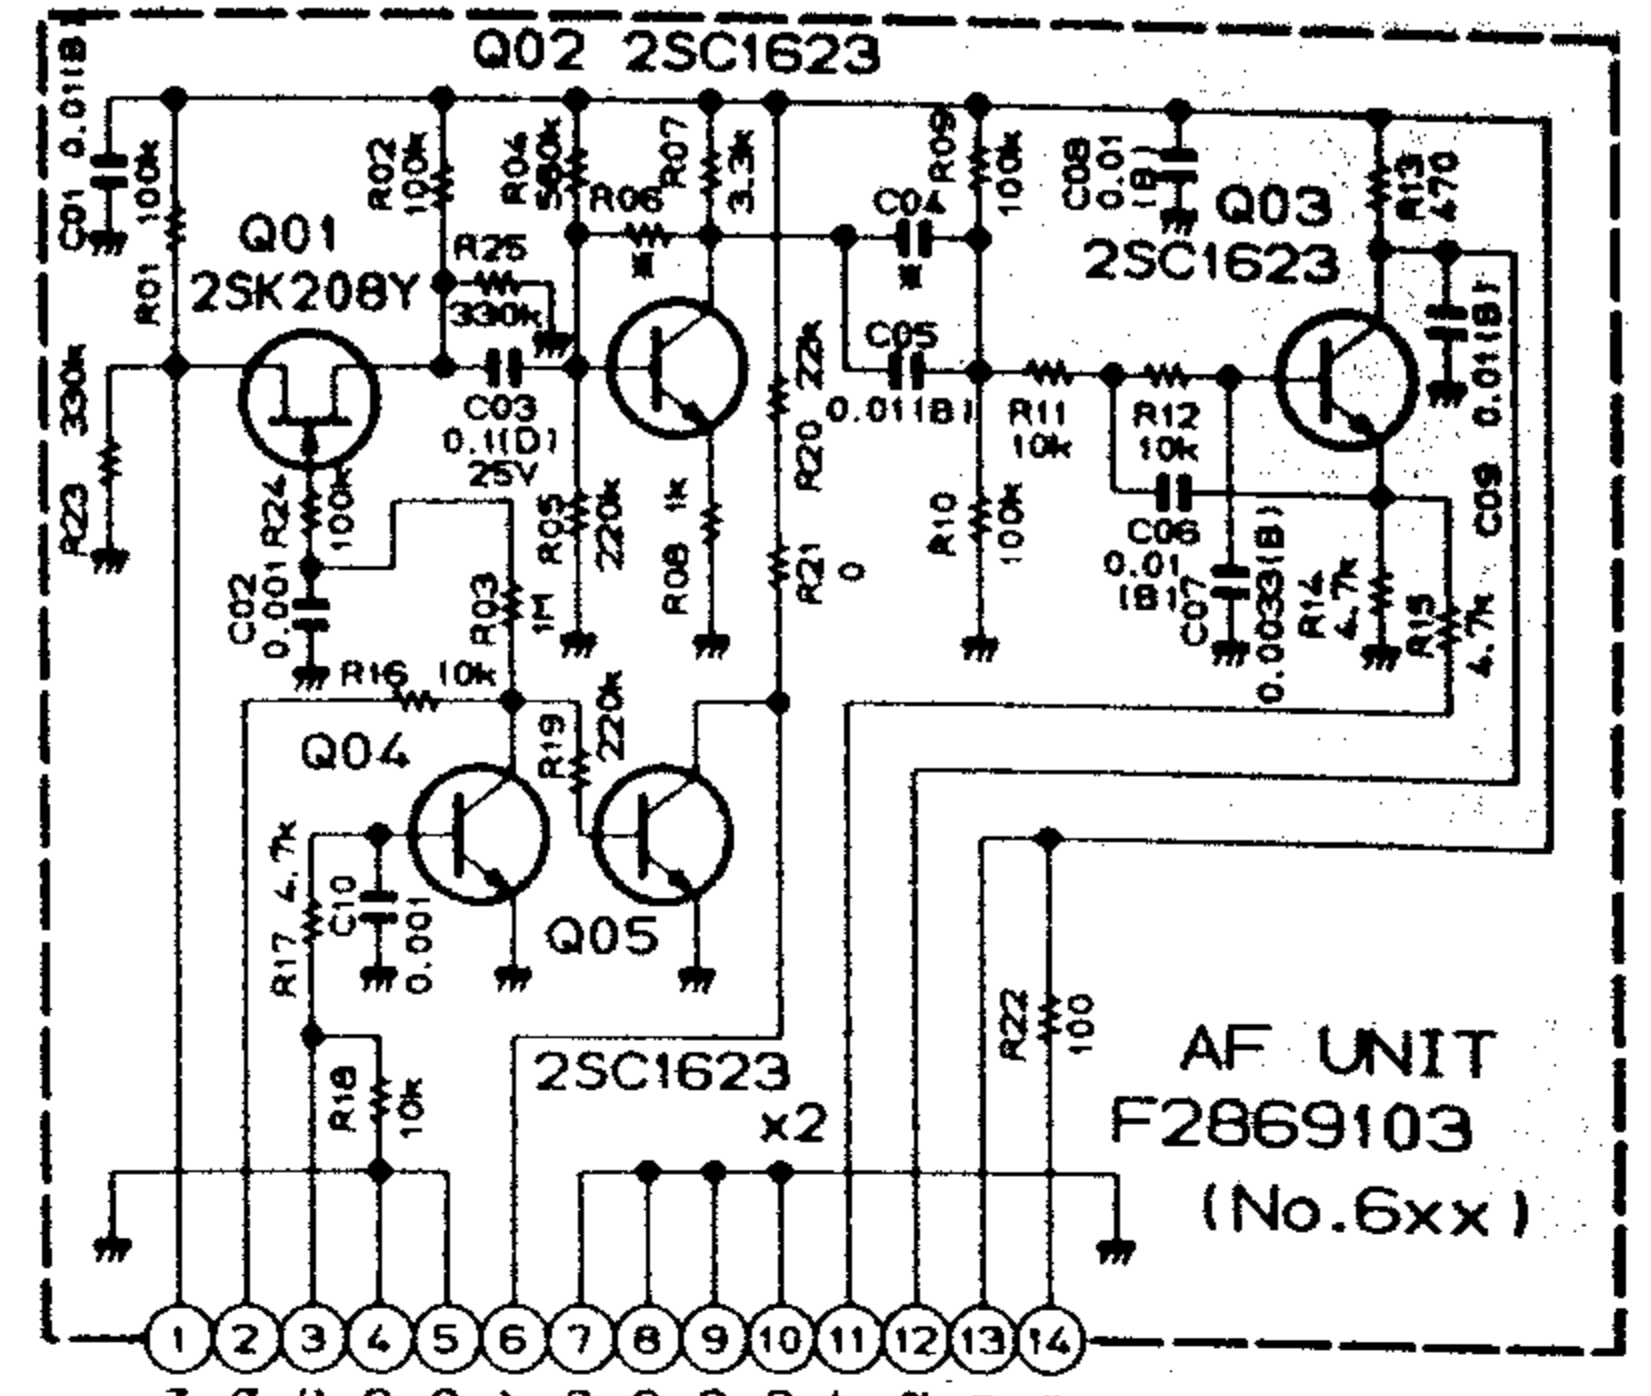 Q02 2SC1623
C01 0.01(B)
100k
R01
R02
100k
R04
560k
R06
*
R07
3.3k
C04
*
R09
100k
C08
0.01
(B)
Q03
2SC1623
R13
470
Q01
2SK208Y
R25
330k
R23 330k
R24
100k
C02
0.001
C03
0.1(D)
25V
R05
220k
R08 1k
R20 22k
R21 0
C05
0.01(B)
R11
10k
R12
10k
R10
100k
C06
0.01
(B)
C07
0.0033(B)
R14
4.7k
R15
4.7k
C09 0.01(B)
R03
1M
R16 10k
R19
220k
Q04
Q05
R17 4.7k
C10
0.001
R18
10k
2SC1623
x2
R22
100
AF UNIT
F2869103
(No.6xx)
1 2 3 4 5 6 7 8 9 10 11 12 13 14